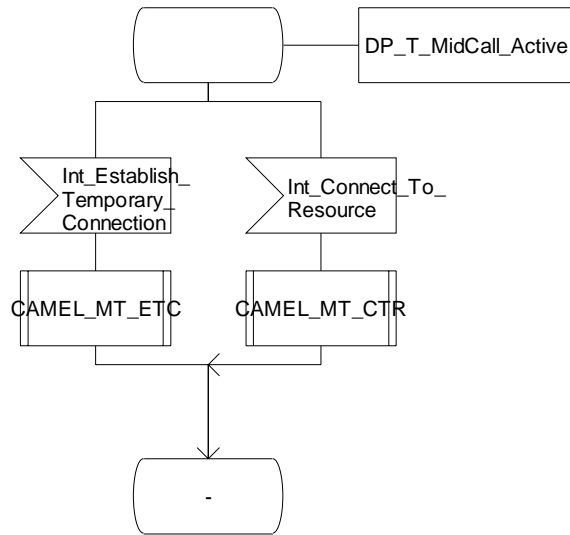 DP_T_MidCall_Active
Int_Establish_
Temporary_
Connection
Int_Connect_To_
Resource
CAMEL_MT_ETC
CAMEL_MT_CTR
-